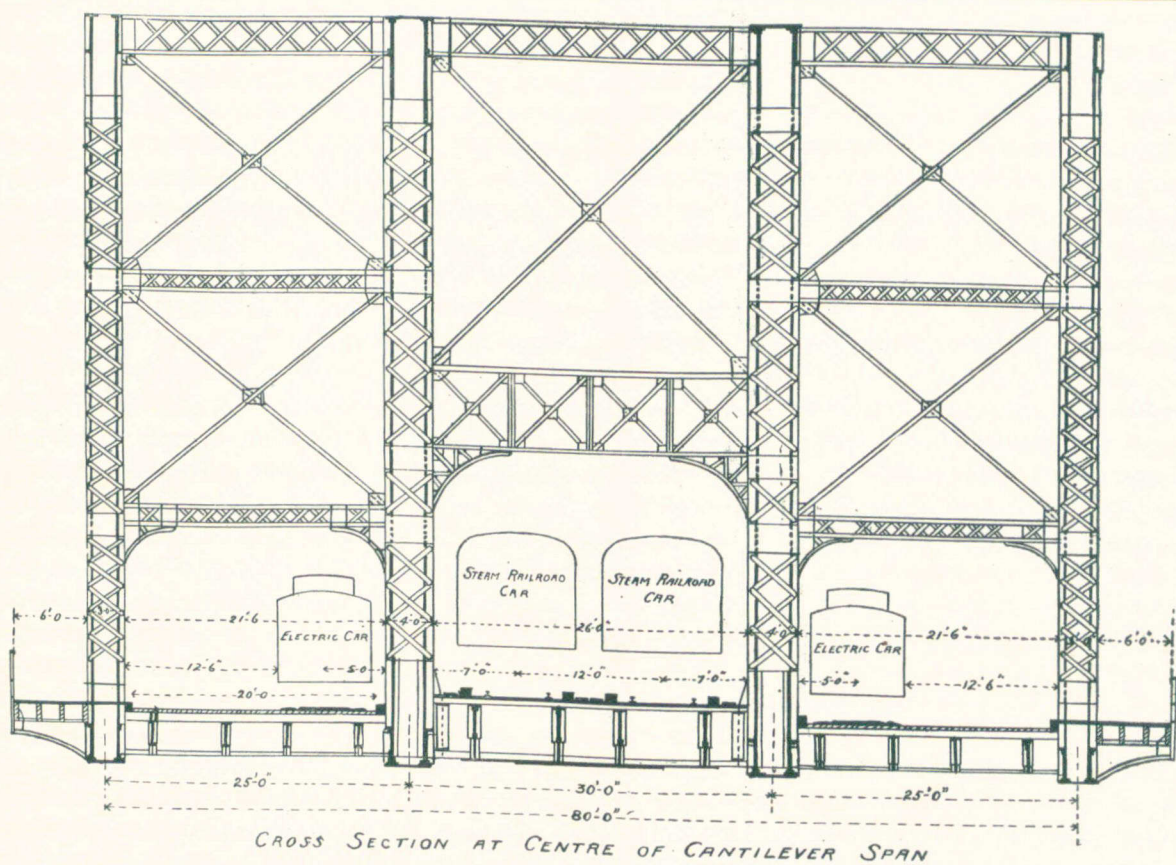 STEAM RAILROAD
CAR
STEAM RAILROAD
CAR
ELECTRIC CAR
ELECTRIC CAR
6'-0
21'-6
4'-0
26'-0"
4'-0
21'-6"
6'-0"
12'-6"
5'-0
7'-0"
12'-0"
7'-0"
5'-0"
12'-6"
20'-0
25'-0"
30'-0"
25'-0"
80'-0"
CROSS SECTION AT CENTRE OF CANTILEVER SPAN